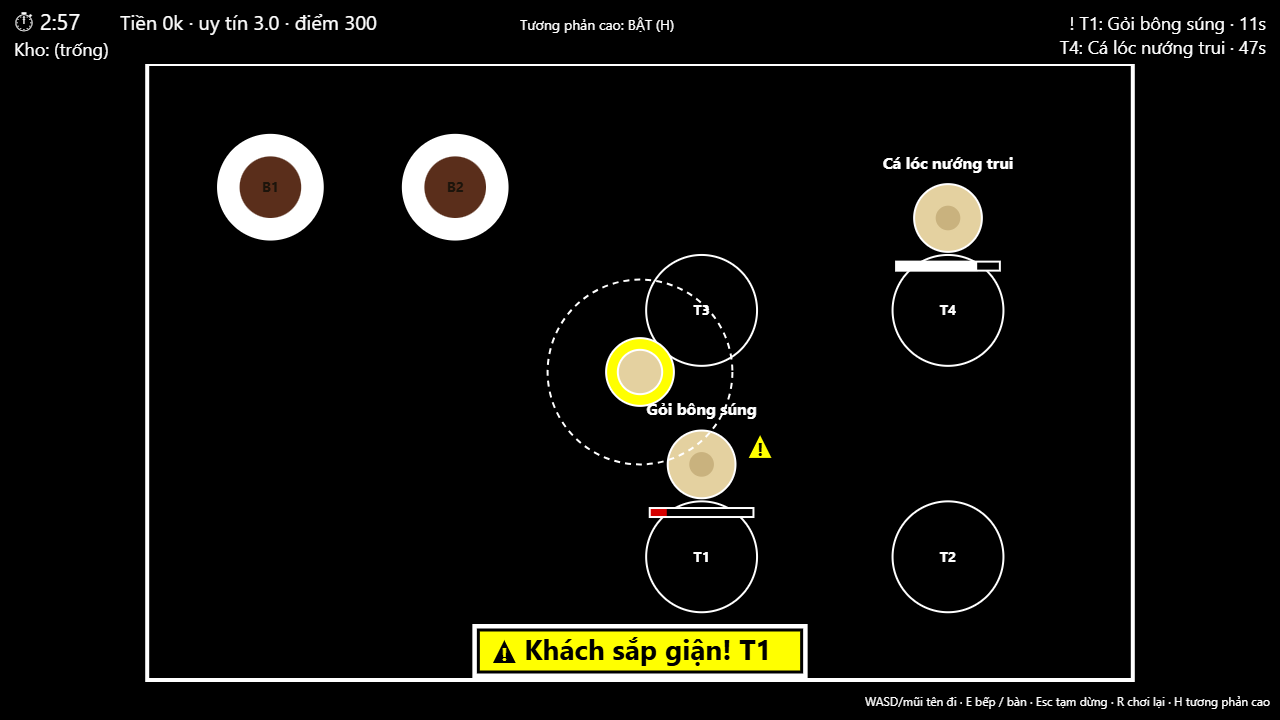 ⏱ 2:57 Tiền 0k · uy tín 3.0 · điểm 300
Tương phản cao: BẬT (H)
! T1: Gỏi bông súng · 11s
Kho: (trống)
T4: Cá lóc nướng trui · 47s
B1
B2
Cá lóc nướng trui
T3
T4
Gỏi bông súng
T1
T2
⚠ Khách sắp giận! T1
WASD/mũi tên đi · E bếp / bàn · Esc tạm dừng · R chơi lại · H tương phản cao